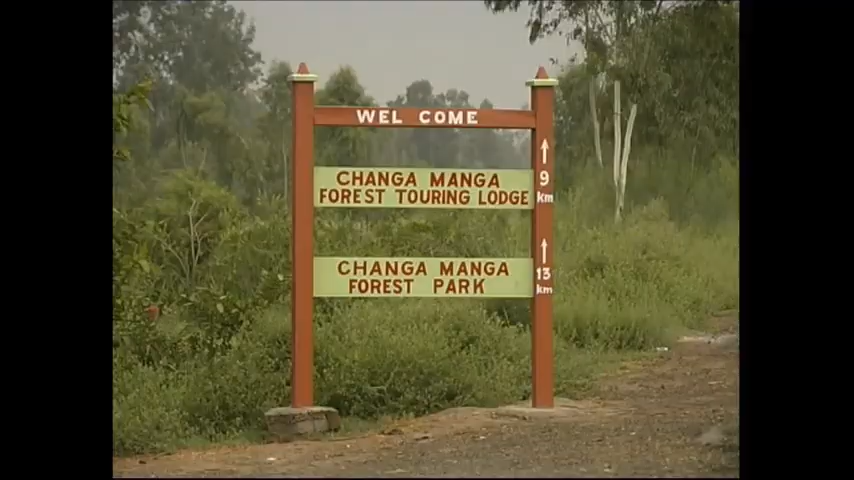 WEL COME
CHANGA MANGA
FOREST TOURING LODGE
↑
9
km
CHANGA MANGA
FOREST PARK
↑
13
km